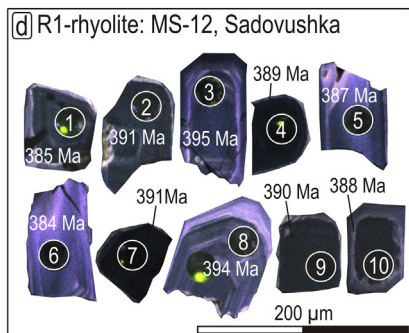 d R1-rhyolite: MS-12, Sadovushka
1
385 Ma
2
391 Ma
3
395 Ma
389 Ma
4
387 Ma
5
384 Ma
6
391Ma
7
8
394 Ma
390 Ma
9
388 Ma
10
200 µm